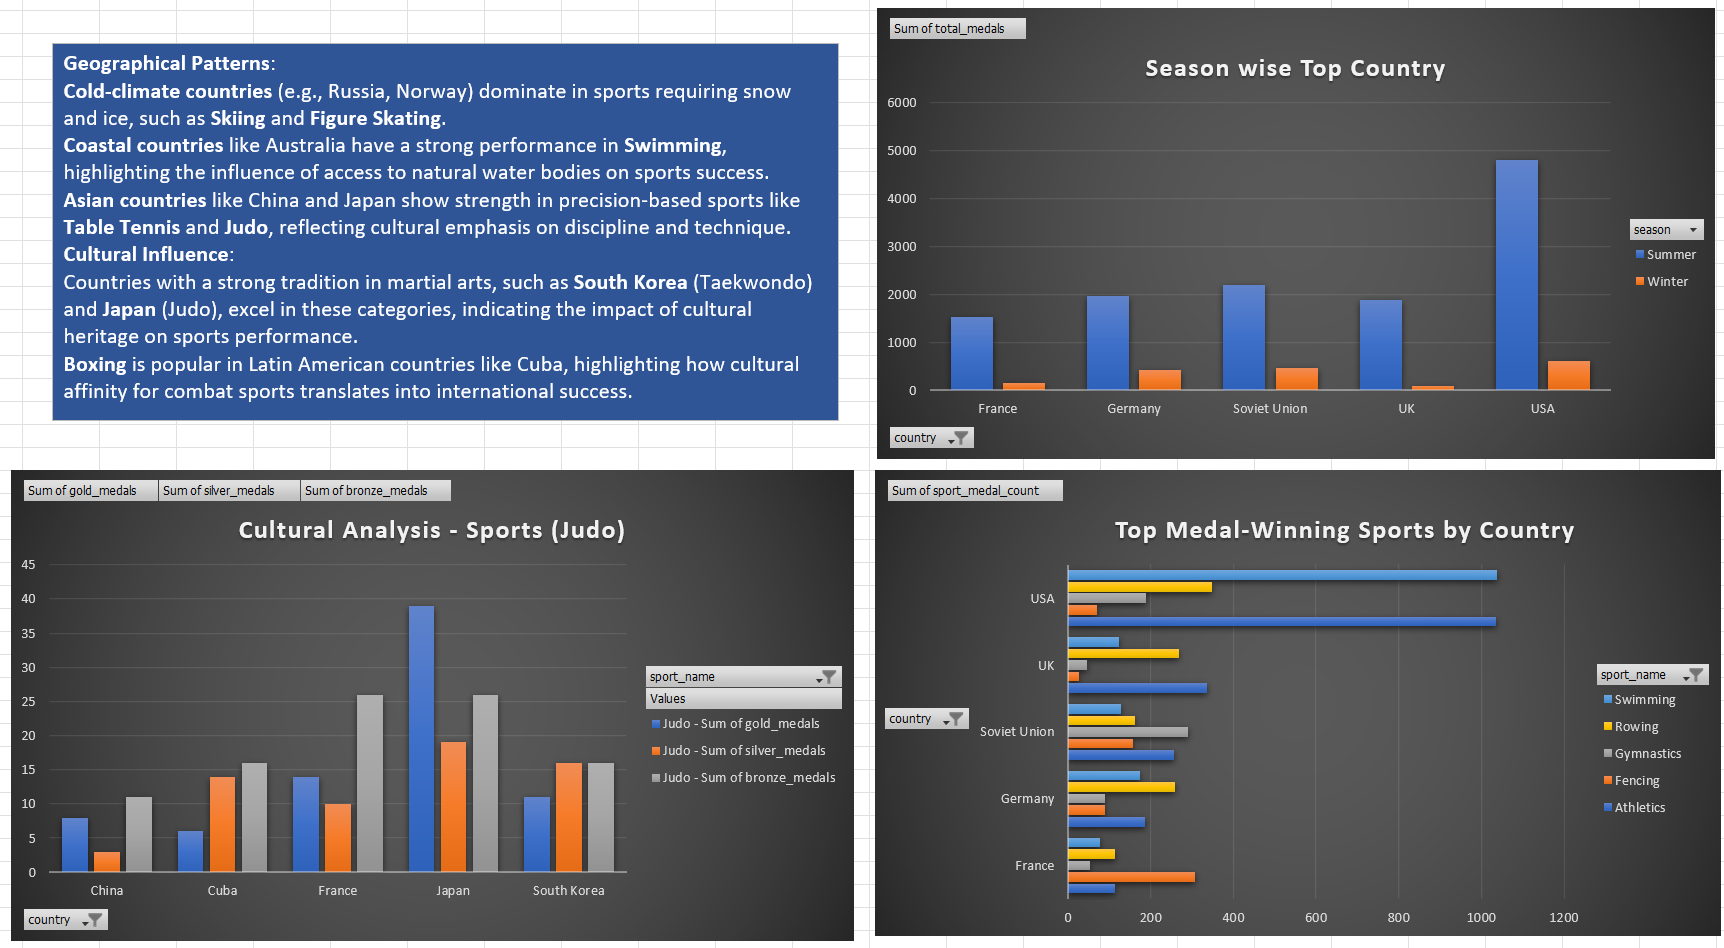 Geographical Patterns:
Cold-climate countries (e.g., Russia, Norway) dominate in sports requiring snow
and ice, such as Skiing and Figure Skating.
Coastal countries like Australia have a strong performance in Swimming,
highlighting the influence of access to natural water bodies on sports success.
Asian countries like China and Japan show strength in precision-based sports like
Table Tennis and Judo, reflecting cultural emphasis on discipline and technique.
Cultural Influence:
Countries with a strong tradition in martial arts, such as South Korea (Taekwondo)
and Japan (Judo), excel in these categories, indicating the impact of cultural
heritage on sports performance.
Boxing is popular in Latin American countries like Cuba, highlighting how cultural
affinity for combat sports translates into international success.
Sum of total_medals
Season wise Top Country
6000
5000
4000
3000
2000
1000
0
France Germany Soviet Union UK USA
season
Summer
Winter
country
Sum of gold_medals Sum of silver_medals Sum of bronze_medals
Cultural Analysis - Sports (Judo)
45
40
35
30
25
20
15
10
5
0
China Cuba France Japan South Korea
sport_name
Values
Judo - Sum of gold_medals
Judo - Sum of silver_medals
Judo - Sum of bronze_medals
country
Sum of sport_medal_count
Top Medal-Winning Sports by Country
USA
UK
Soviet Union
Germany
France
0 200 400 600 800 1000 1200
country
sport_name
Swimming
Rowing
Gymnastics
Fencing
Athletics